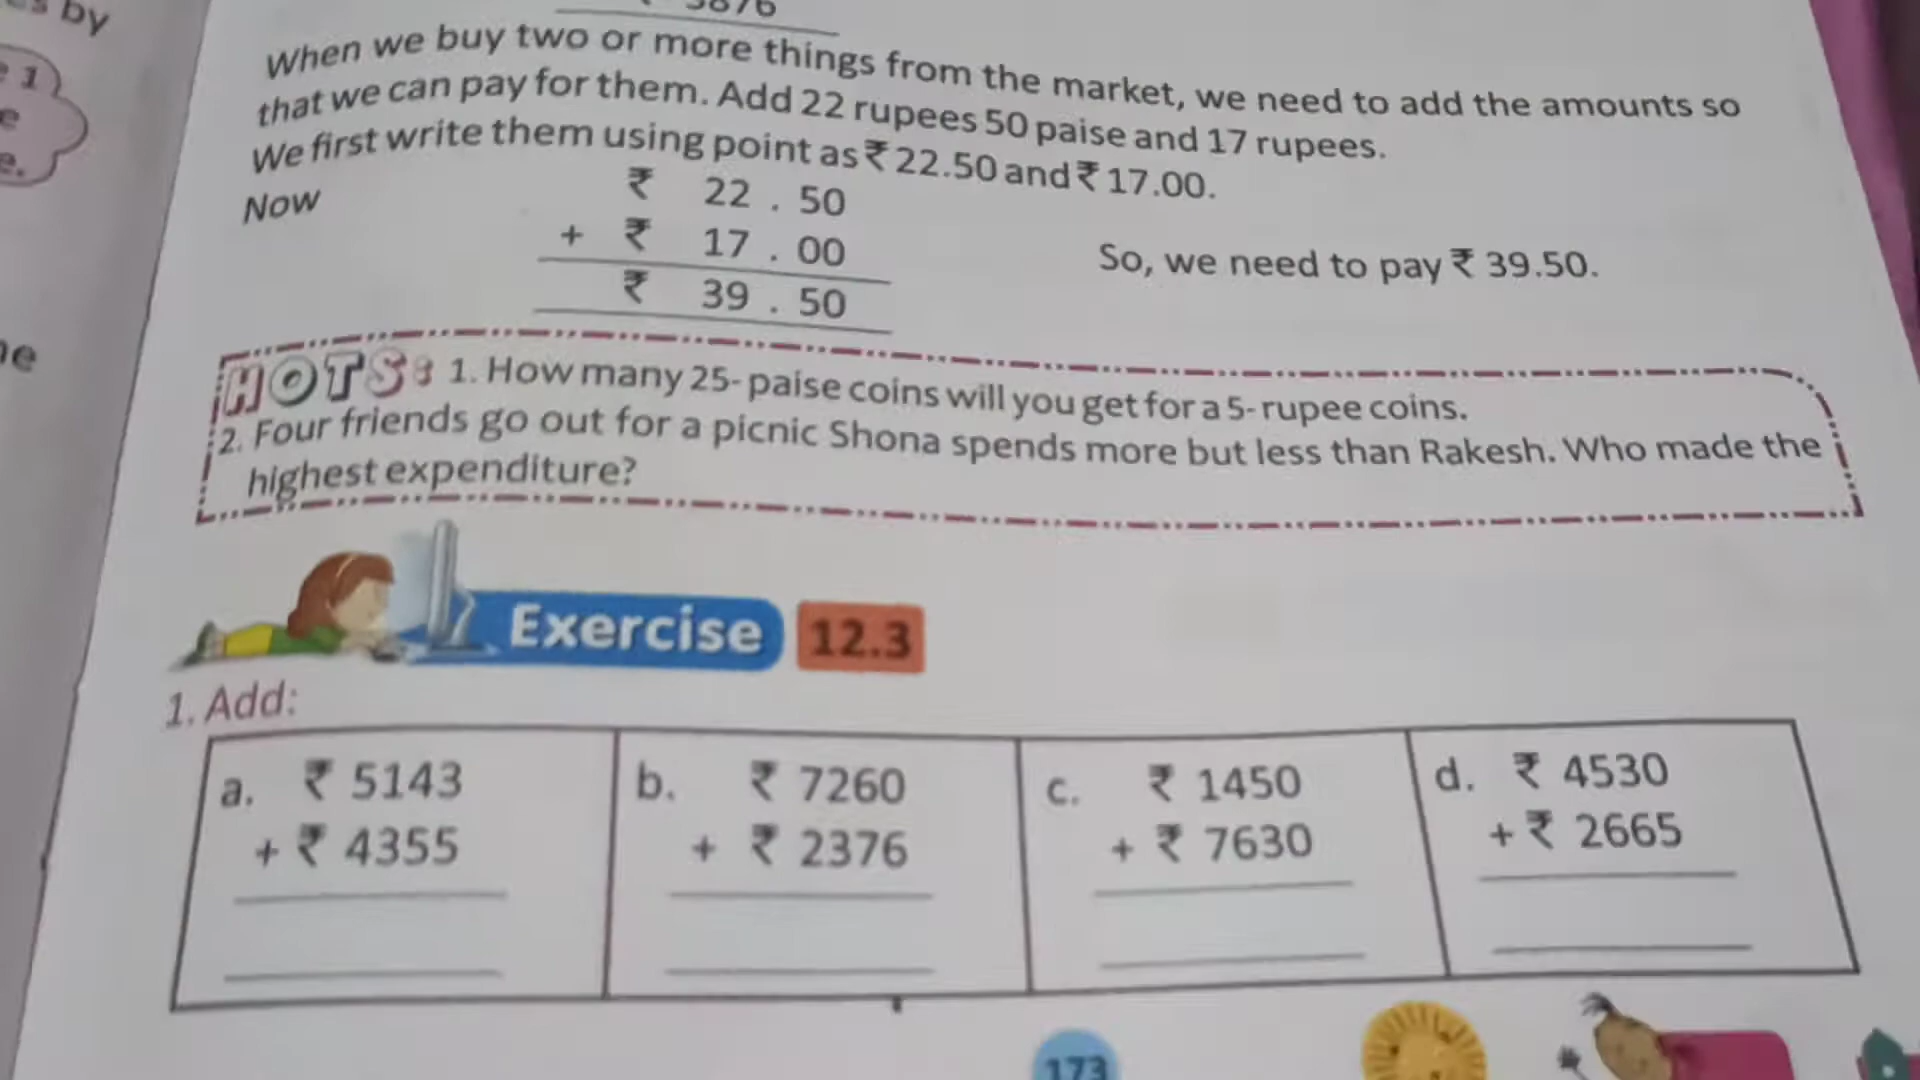 by
When we buy two or more things from the market, we need to add the amounts so
that we can pay for them. Add 22 rupees 50 paise and 17 rupees.
We first write them using point as ₹ 22.50 and ₹ 17.00.
Now
₹ 22 . 50
+ ₹ 17 . 00
₹ 39 . 50
So, we need to pay ₹ 39.50.
HOTS: 1. How many 25- paise coins will you get for a 5- rupee coins.
2. Four friends go out for a picnic Shona spends more but less than Rakesh. Who made the
highest expenditure?
Exercise 12.3
1. Add:
a. ₹ 5143
+ ₹ 4355
b. ₹ 7260
+ ₹ 2376
c. ₹ 1450
+ ₹ 7630
d. ₹ 4530
+ ₹ 2665
173